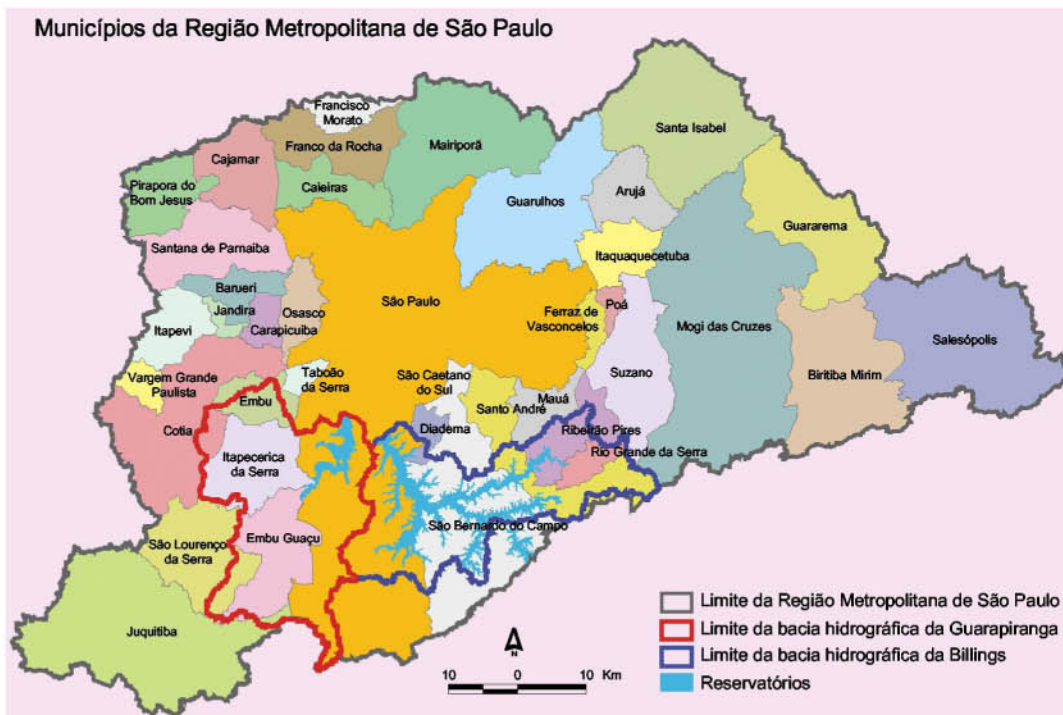 Municípios da Região Metropolitana de São Paulo
Francisco
Morato
Franco da Rocha
Mairiporã
Santa Isabel
Cajamar
Pirapora do
Bom Jesus
Caieiras
Guarulhos
Arujá
Guararema
Santana de Parnaiba
Itaquaquecetuba
Barueri
São Paulo
Jandira
Osasco
Carapicuiba
Itapevi
Ferraz de
Vasconcelos
Poá
Mogi das Cruzes
Salesópolis
Biritiba Mirim
Suzano
Vargem Grande
Paulista
Taboão
da Serra
São Caetano
do Sul
Embu
Santo André
Mauá
Diadema
Ribeirão Pires
Cotia
Rio Grande da Serra
Itapecerica
da Serra
São Bernardo do Campo
Embu Guaçu
São Lourenço
da Serra
Juquitiba
N
10 0 10 Km
Limite da Região Metropolitana de São Paulo
Limite da bacia hidrográfica da Guarapiranga
Limite da bacia hidrográfica da Billings
Reservatórios